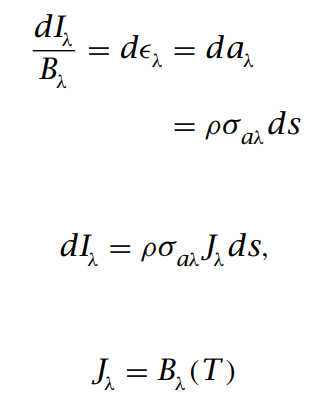 dI_λ / B_λ = dϵ_λ = da_λ
= ρσ_{aλ} ds
dI_λ = ρσ_{aλ} J_λ ds,
J_λ = B_λ(T)